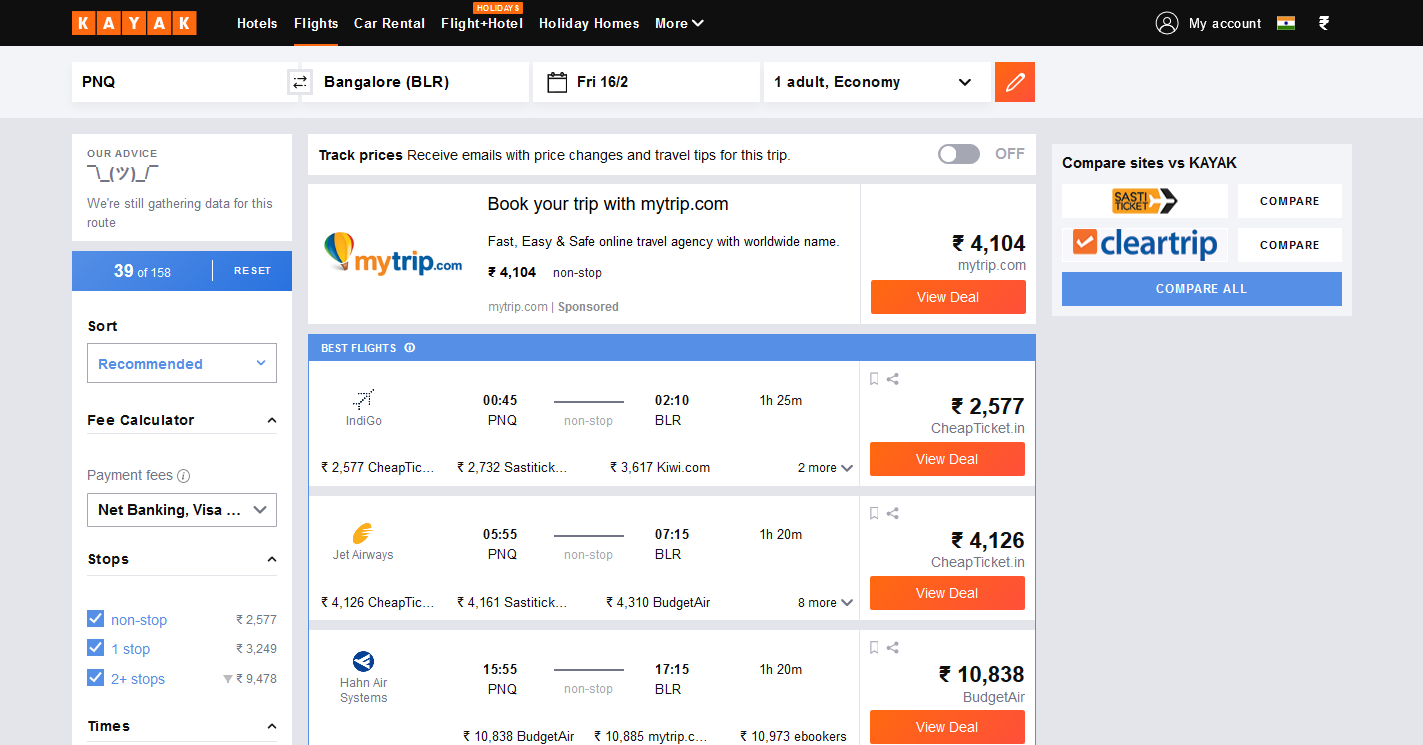 KAYAK
Hotels Flights Car Rental Flight+Hotel Holiday Homes More
HOLIDAYS
My account ₹
PNQ Bangalore (BLR) Fri 16/2 1 adult, Economy
OUR ADVICE
¯\_(ツ)_/¯
We're still gathering data for this
route
39 of 158 RESET
Sort
Recommended
Fee Calculator
Payment fees
Net Banking, Visa ...
Stops
non-stop ₹ 2,577
1 stop ₹ 3,249
2+ stops ₹ 9,478
Times
Track prices Receive emails with price changes and travel tips for this trip. OFF
Book your trip with mytrip.com
mytrip.com
Fast, Easy & Safe online travel agency with worldwide name.
₹ 4,104 non-stop
mytrip.com | Sponsored
₹ 4,104
mytrip.com
View Deal
BEST FLIGHTS
IndiGo
00:45 02:10 1h 25m
PNQ non-stop BLR
₹ 2,577 CheapTic... ₹ 2,732 Sastitick... ₹ 3,617 Kiwi.com 2 more
₹ 2,577
CheapTicket.in
View Deal
Jet Airways
05:55 07:15 1h 20m
PNQ non-stop BLR
₹ 4,126 CheapTic... ₹ 4,161 Sastitick... ₹ 4,310 BudgetAir 8 more
₹ 4,126
CheapTicket.in
View Deal
Hahn Air
Systems
15:55 17:15 1h 20m
PNQ non-stop BLR
₹ 10,838 BudgetAir ₹ 10,885 mytrip.c... ₹ 10,973 ebookers
₹ 10,838
BudgetAir
View Deal
Compare sites vs KAYAK
SASTI
TICKET
COMPARE
cleartrip
COMPARE
COMPARE ALL